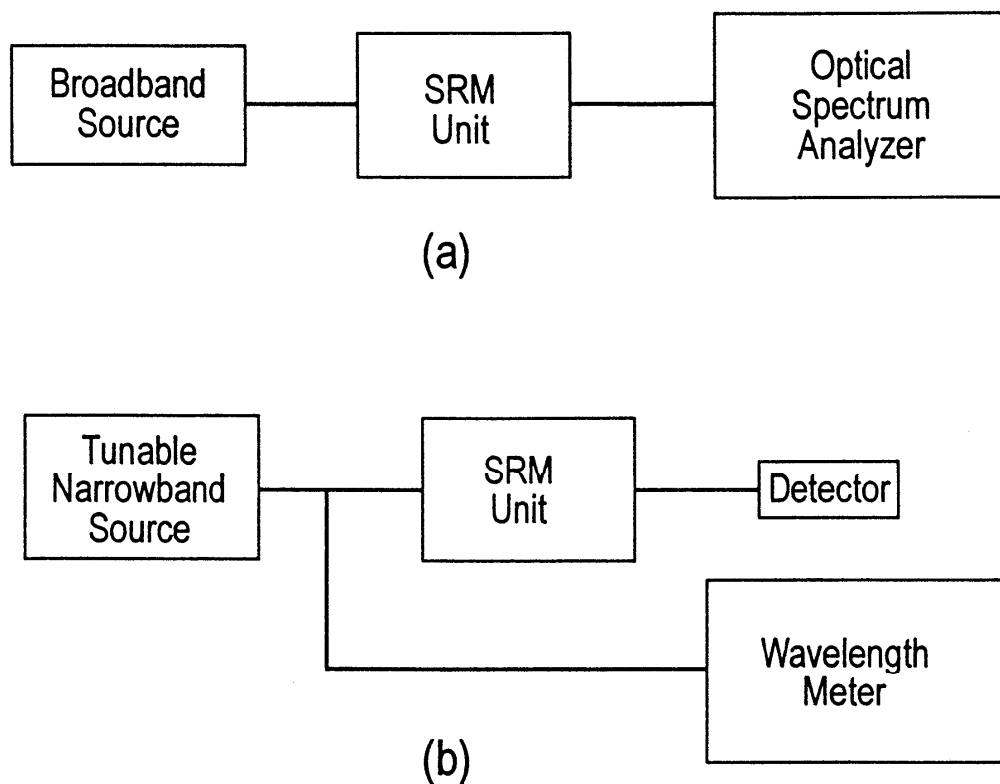 Broadband
Source
SRM
Unit
Optical
Spectrum
Analyzer
(a)
Tunable
Narrowband
Source
SRM
Unit
Detector
Wavelength
Meter
(b)